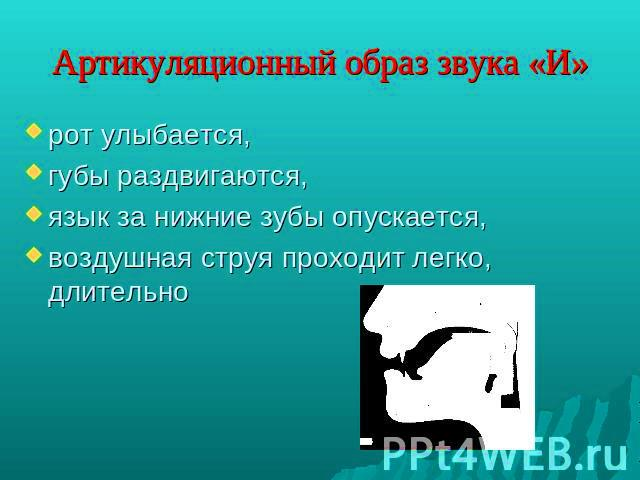 Артикуляционный образ звука «И»
рот улыбается,
губы раздвигаются,
язык за нижние зубы опускается,
воздушная струя проходит легко,
длительно
PPt4WEB.ru